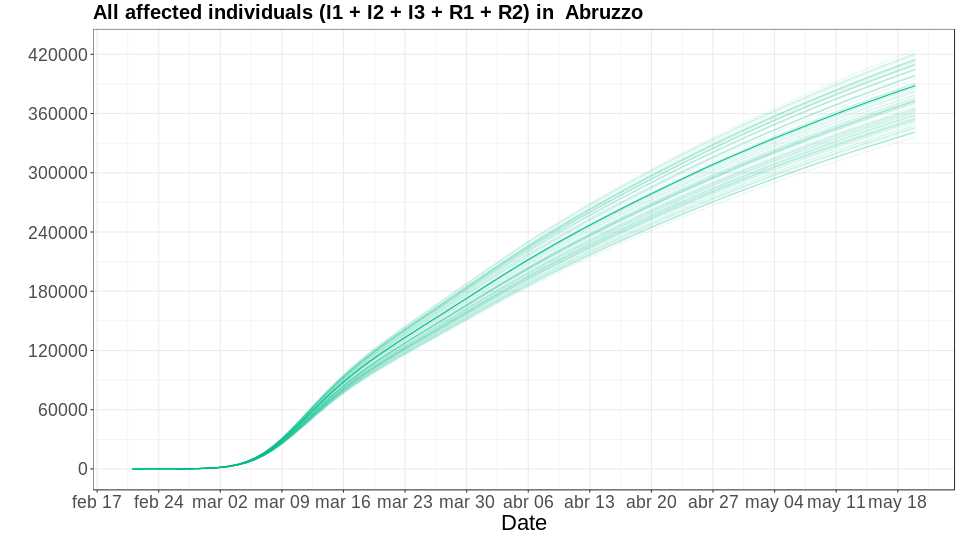 All affected individuals (I1 + I2 + I3 + R1 + R2) in  Abruzzo
420000
360000
300000
240000
180000
120000
60000
0
feb 17 feb 24 mar 02 mar 09 mar 16 mar 23 mar 30 abr 06 abr 13 abr 20 abr 27 may 04 may 11 may 18
Date